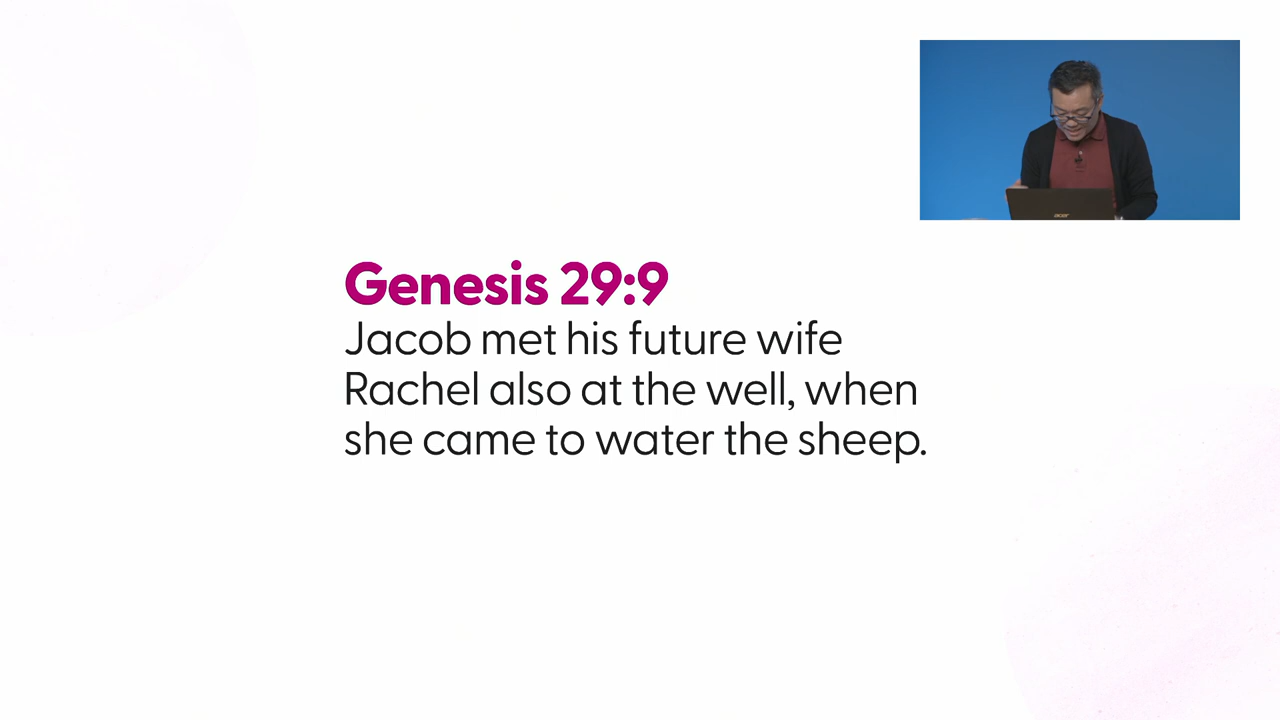 Genesis 29:9
Jacob met his future wife
Rachel also at the well, when
she came to water the sheep.
acer